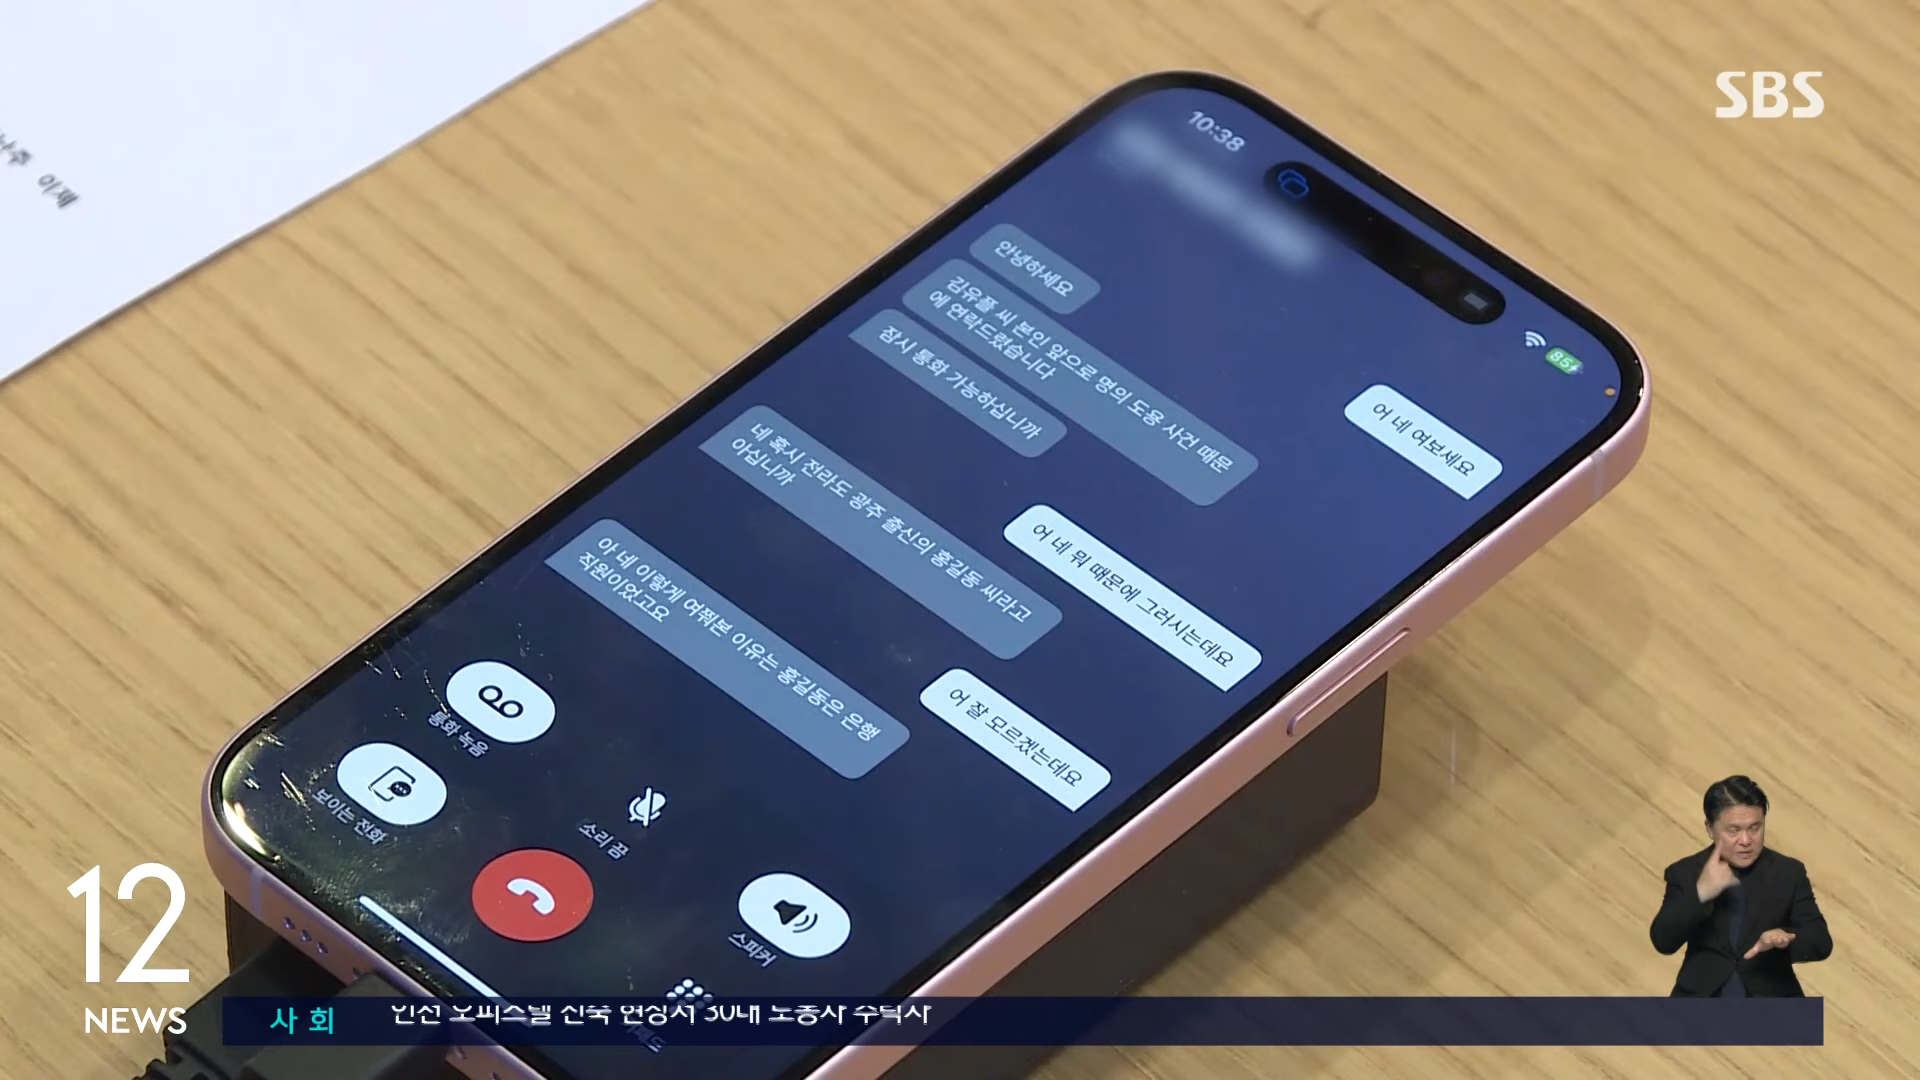 SBS
이재
10:38
85
안녕하세요
김유플 씨 본인 앞으로 명의 도용 사건 때문
에 연락드렸습니다
잠시 통화 가능하십니까
어 네 여보세요
어 네 뭐 때문에 그러시는데요
네 혹시 전라도 광주 출신의 홍길동 씨라고
아십니까
어 잘 모르겠는데요
아 네 이렇게 여쭤본 이유는 홍길동은 은행
직원이었고요
통화 녹음
보이는 전화
소리 끔
스피커
12
NEWS
사회
인천 오피스텔 신축 현장서 30대 노동자 추락사